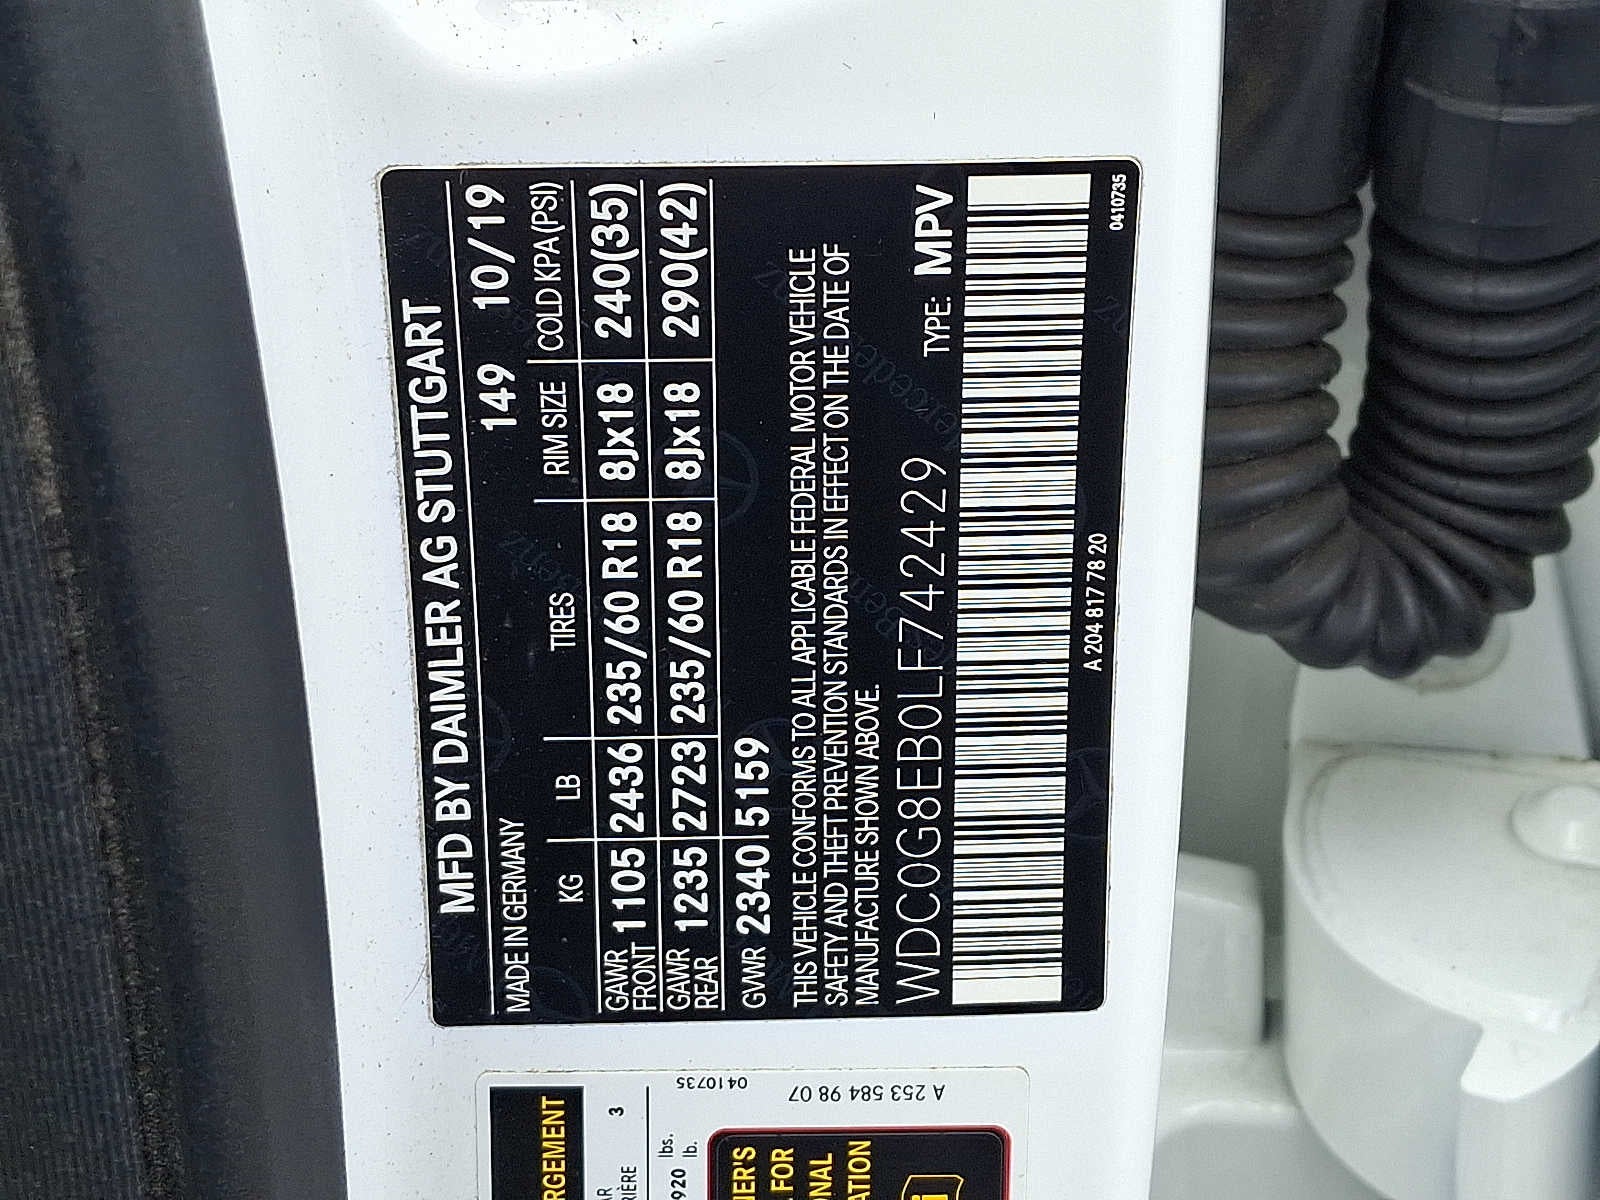 MFD BY DAIMLER AG STUTTGART
149 10/19
MADE IN GERMANY
KG LB TIRES RIM SIZE COLD KPA(PSI)
GAWR FRONT 1105 2436 235/60 R18 8Jx18 240(35)
GAWR REAR 1235 2723 235/60 R18 8Jx18 290(42)
GVWR 2340 5159
THIS VEHICLE CONFORMS TO ALL APPLICABLE FEDERAL MOTOR VEHICLE
SAFETY AND THEFT PREVENTION STANDARDS IN EFFECT ON THE DATE OF
MANUFACTURE SHOWN ABOVE.
WDC0G8EB0LF742429 TYPE: MPV
A 204 817 78 20
0410735
0410735
A 253 584 98 07
3
lbs.
920 lb.
FOR